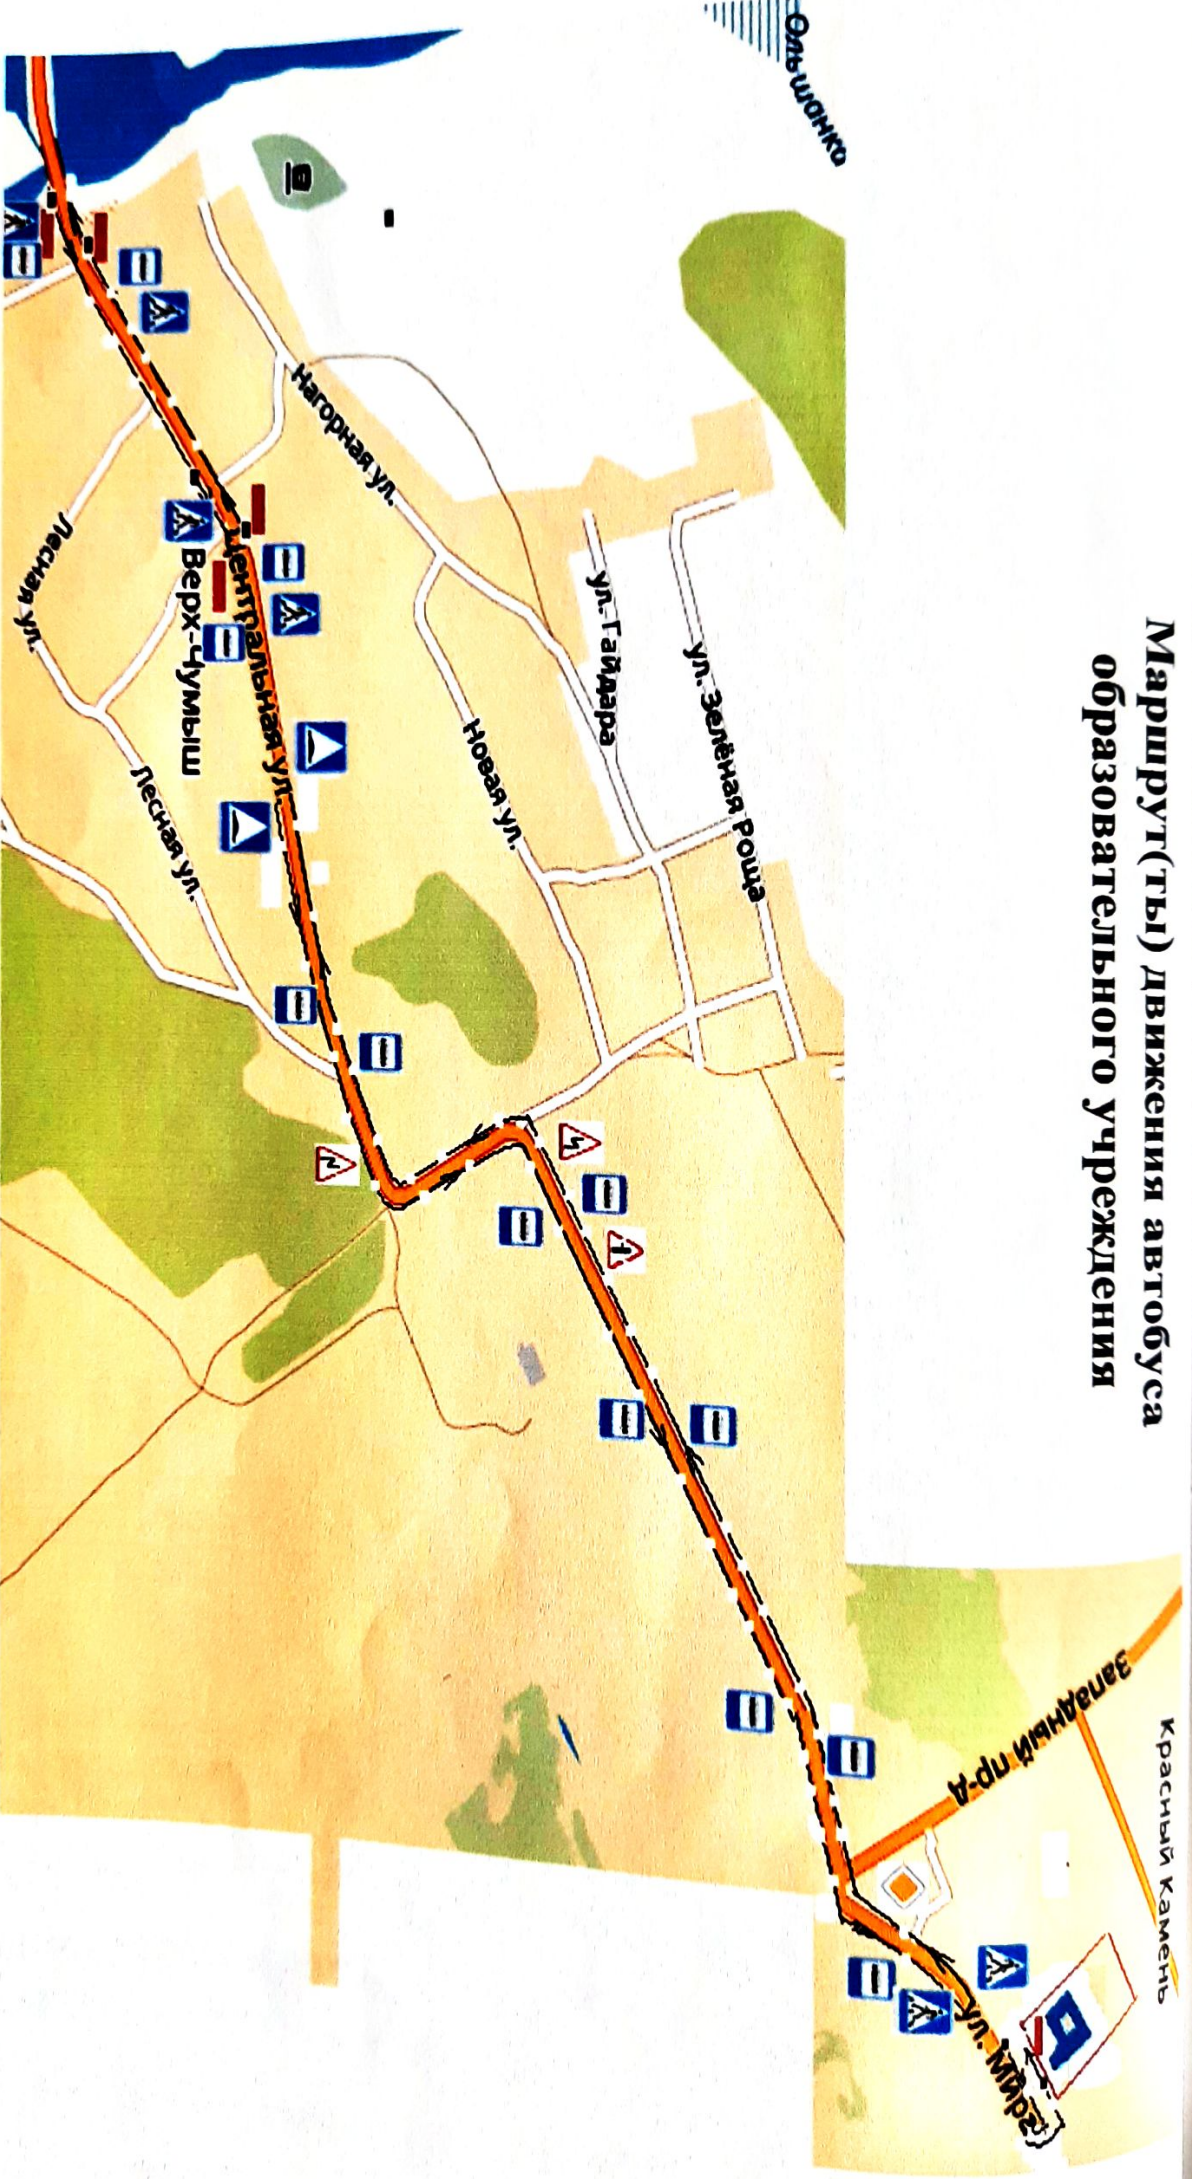 Маршрут(ты) движения автобуса
образовательного учреждения
Ольшанко
Нагорная ул.
ул. Гайдара
ул. Зелёная Роща
Новая ул.
Лесная ул.
Верх-Чумыш
Центральная ул.
Лесная ул.
Западный пр-д
Красный Камень
ул. Мира